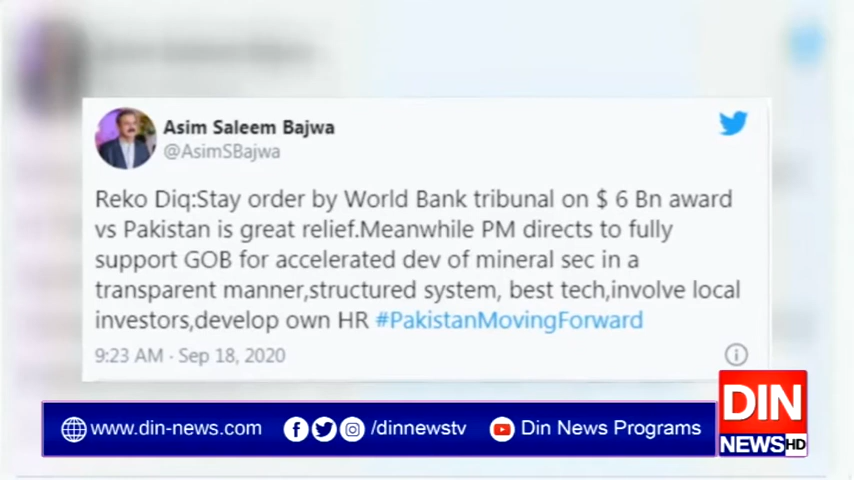 Asim Saleem Bajwa
@AsimSBajwa
Reko Diq:Stay order by World Bank tribunal on $ 6 Bn award
vs Pakistan is great relief.Meanwhile PM directs to fully
support GOB for accelerated dev of mineral sec in a
transparent manner,structured system, best tech,involve local
investors,develop own HR #PakistanMovingForward
9:23 AM · Sep 18, 2020
www.din-news.com
/dinnewstv
Din News Programs
DIN
NEWS HD